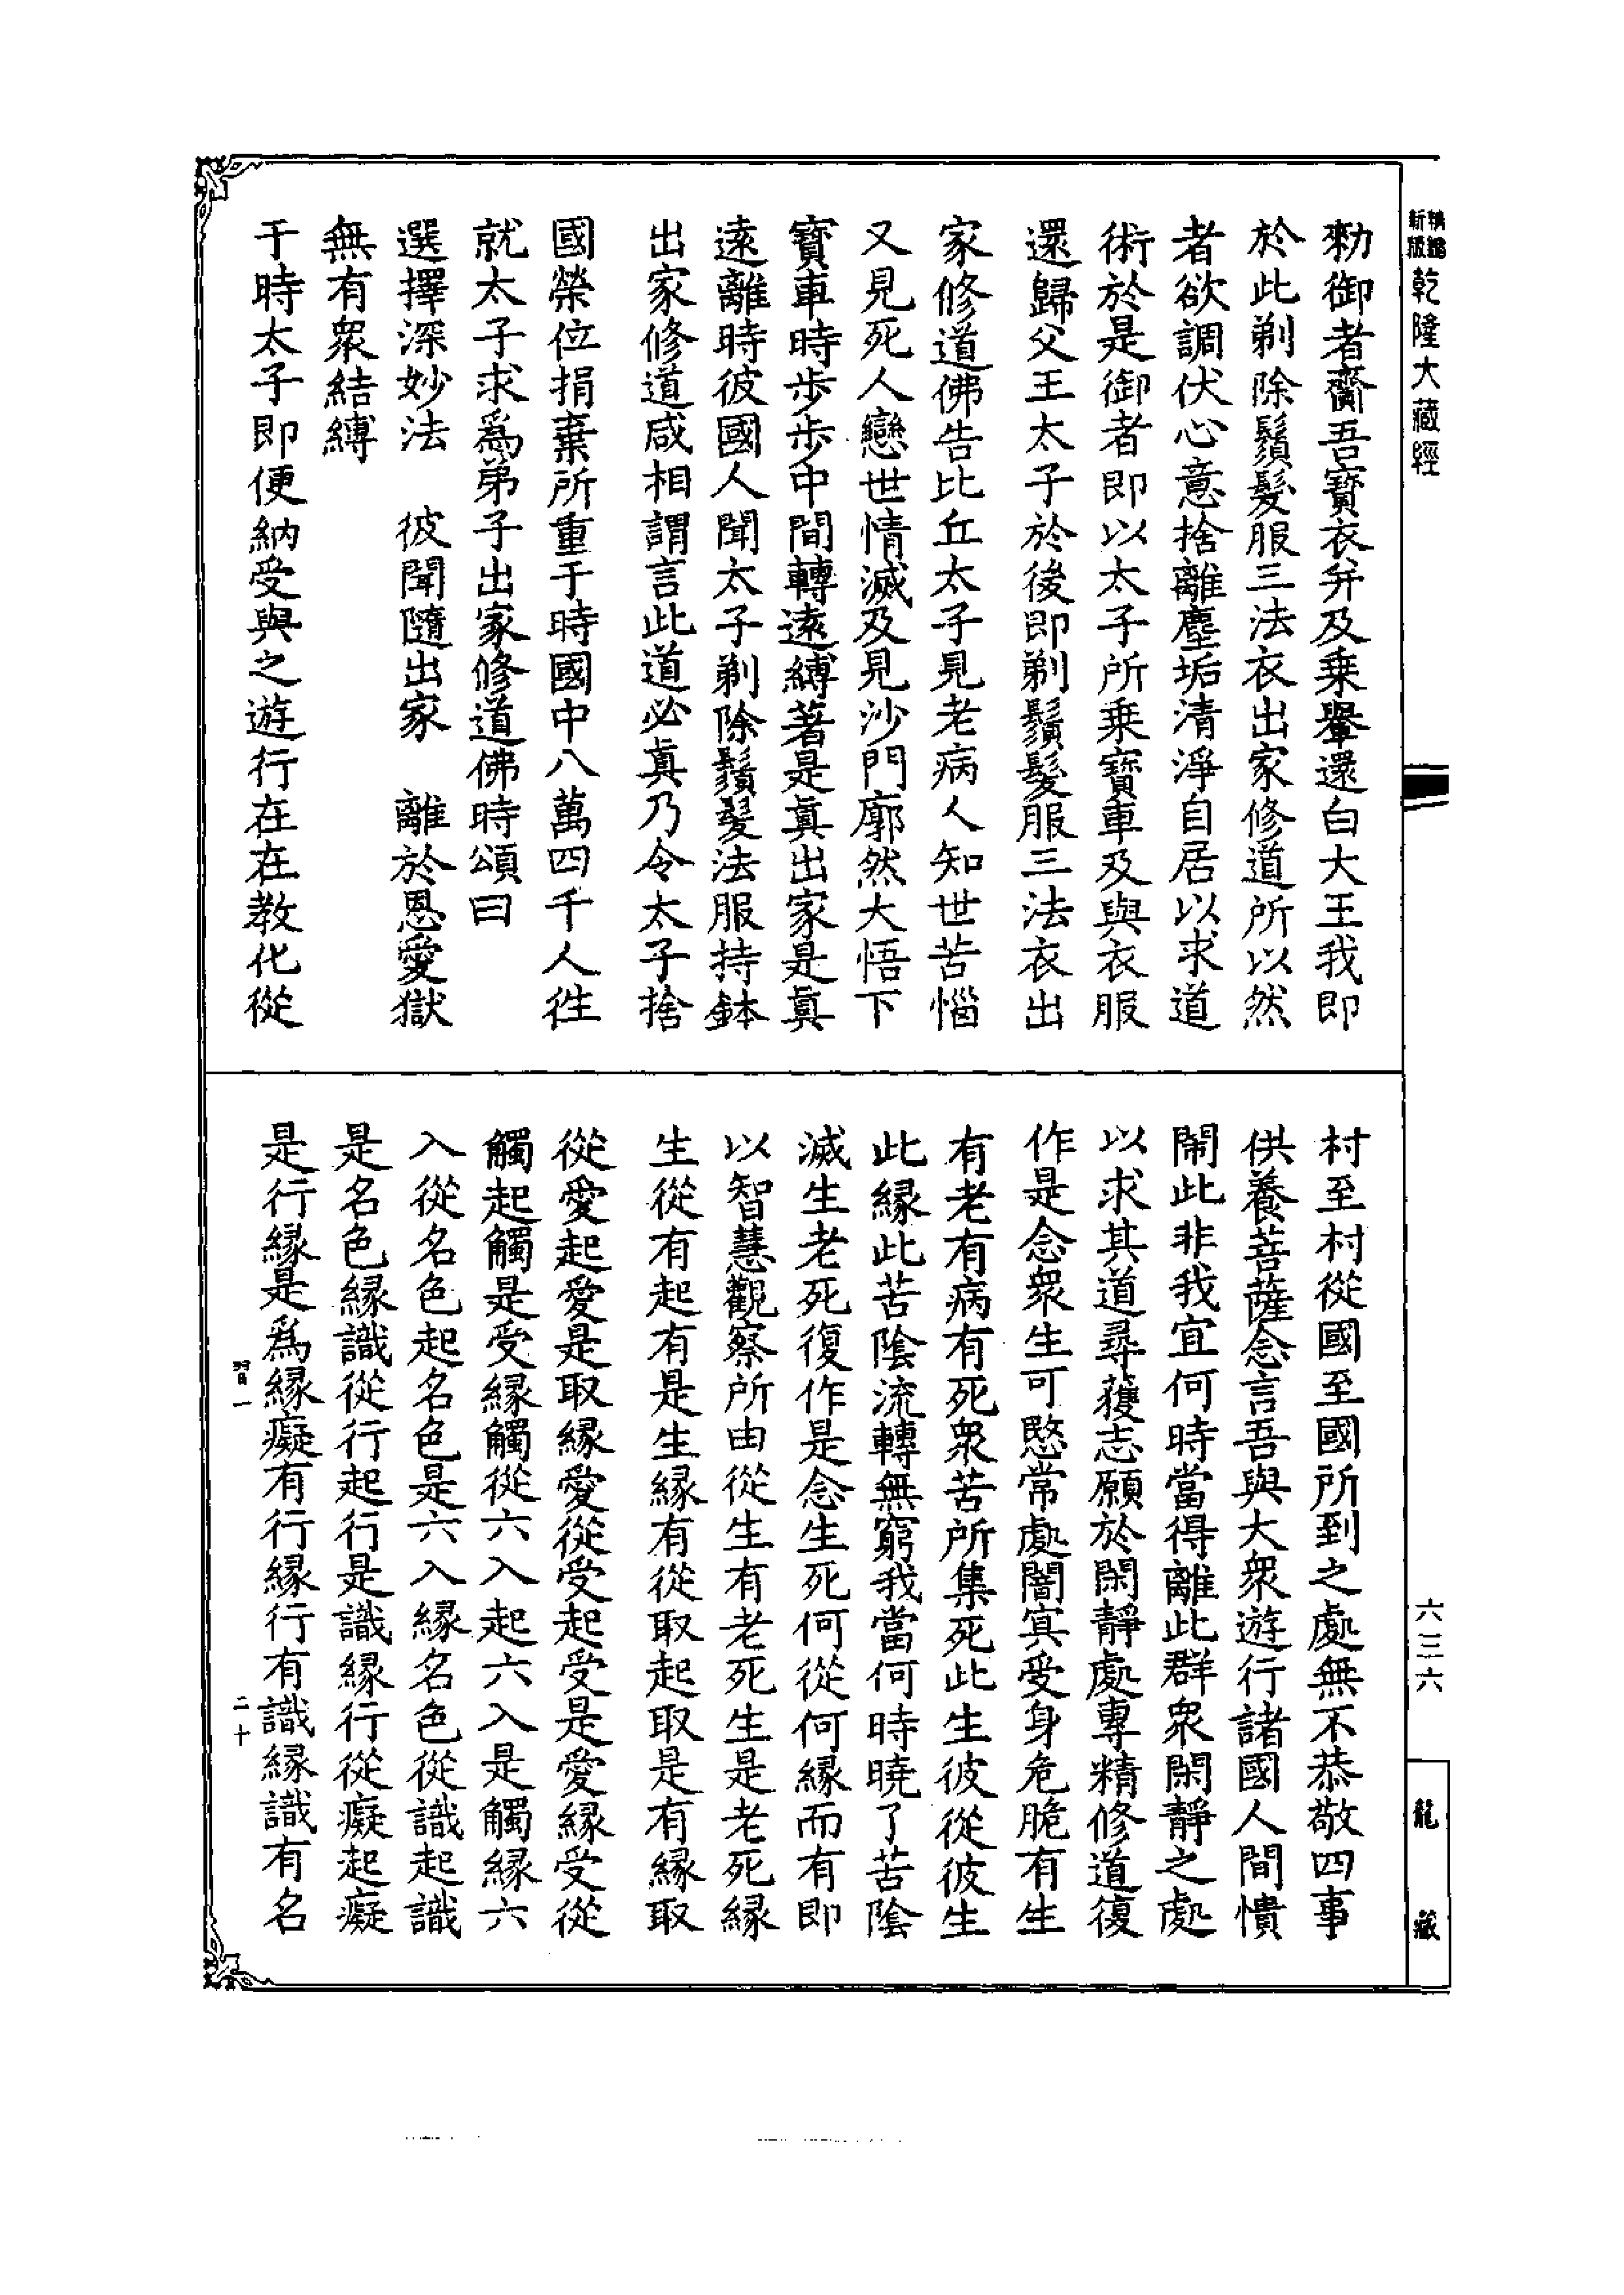 新版
精縮
乾隆大藏經
六三六
龍藏
勑御者齎吾寶衣并及乗轝還白大王我即
於此剃除鬚髮服三法衣出家修道所以然
者欲調伏心意捨離塵垢清淨自居以求道
術於是御者即以太子所乗寶車及與衣服
還歸父王太子於後即剃鬚髮服三法衣出
家修道佛告比丘太子見老病人知世苦惱
又見死人戀世情滅及見沙門廓然大悟下
寶車時步步中間轉遠縛著是真出家是真
遠離時彼國人聞太子剃除鬚髮法服持鉢
出家修道咸相謂言此道必真乃令太子捨
國榮位捐棄所重于時國中八萬四千人往
就太子求爲弟子出家修道佛時頌曰
選擇深妙法　彼聞隨出家　離於恩愛獄
無有眾結縛
于時太子即便納受與之遊行在在教化從
村至村從國至國所到之處無不恭敬四事
供養菩薩念言吾與大眾遊行諸國人間憒
閙此非我宜何時當得離此群眾閑靜之處
以求其道尋獲志願於閑靜處專精修道復
作是念眾生可愍常處闇冥受身危脆有生
有老有病有死眾苦所集死此生彼從彼生
此緣此苦陰流轉無窮我當何時曉了苦陰
滅生老死復作是念生死何從何緣而有即
以智慧觀察所由從生有老死生是老死緣
生從有起有是生緣有從取起取是有緣取
從愛起愛是取緣愛從受起受是愛緣受從
觸起觸是受緣觸從六入起六入是觸緣六
入從名色起名色是六入緣名色從識起識
是名色緣識從行起行是識緣行從癡起癡
是行緣是爲緣癡有行緣行有識緣識有名
習一　二十